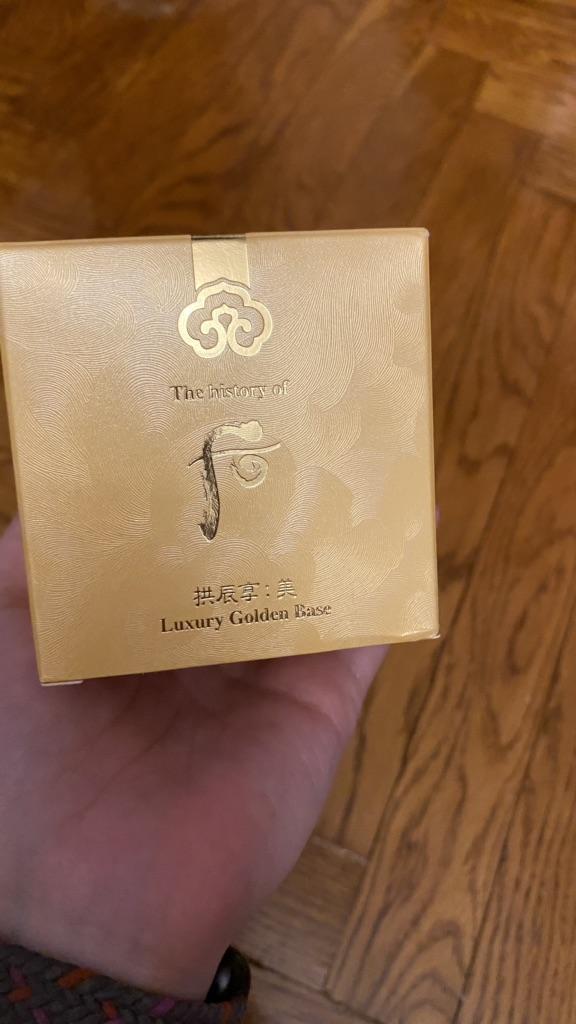 The history of
后
拱辰享:美
Luxury Golden Base